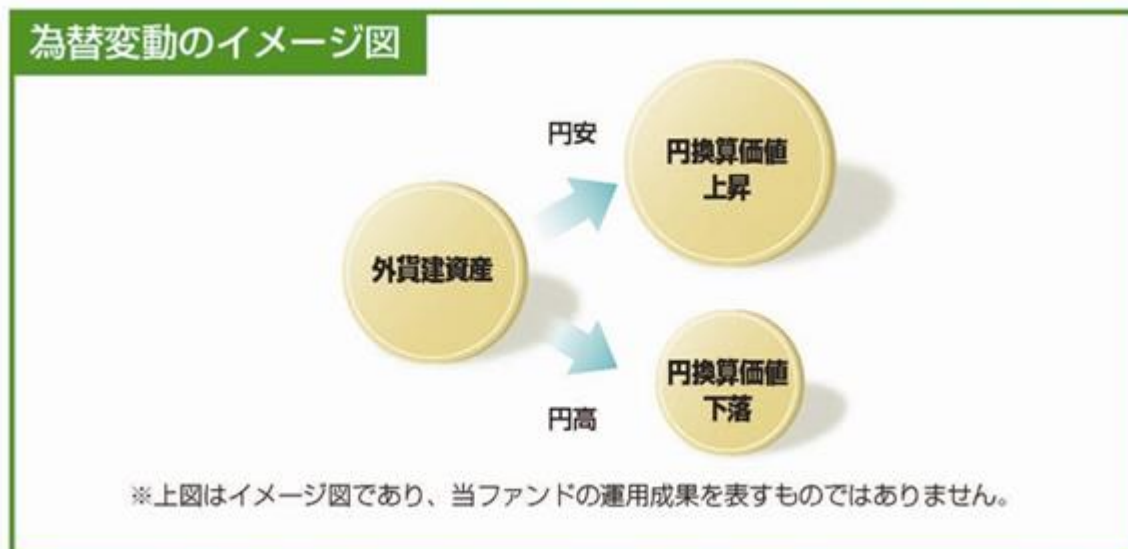 為替変動のイメージ図
円安
円換算価値
上昇
外貨建資産
円換算価値
下落
円高
※上図はイメージ図であり、当ファンドの運用成果を表すものではありません。